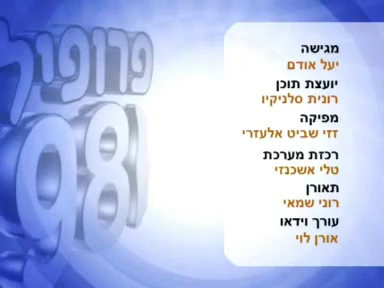 פרופיל
98
מגישה
יעל אודם
יועצת תוכן
רונית סלניקיו
מפיקה
זזי שביט אלעזרי
רכזת מערכת
טלי אשכנזי
תאורן
רוני שמאי
עורך וידאו
אורן לוי